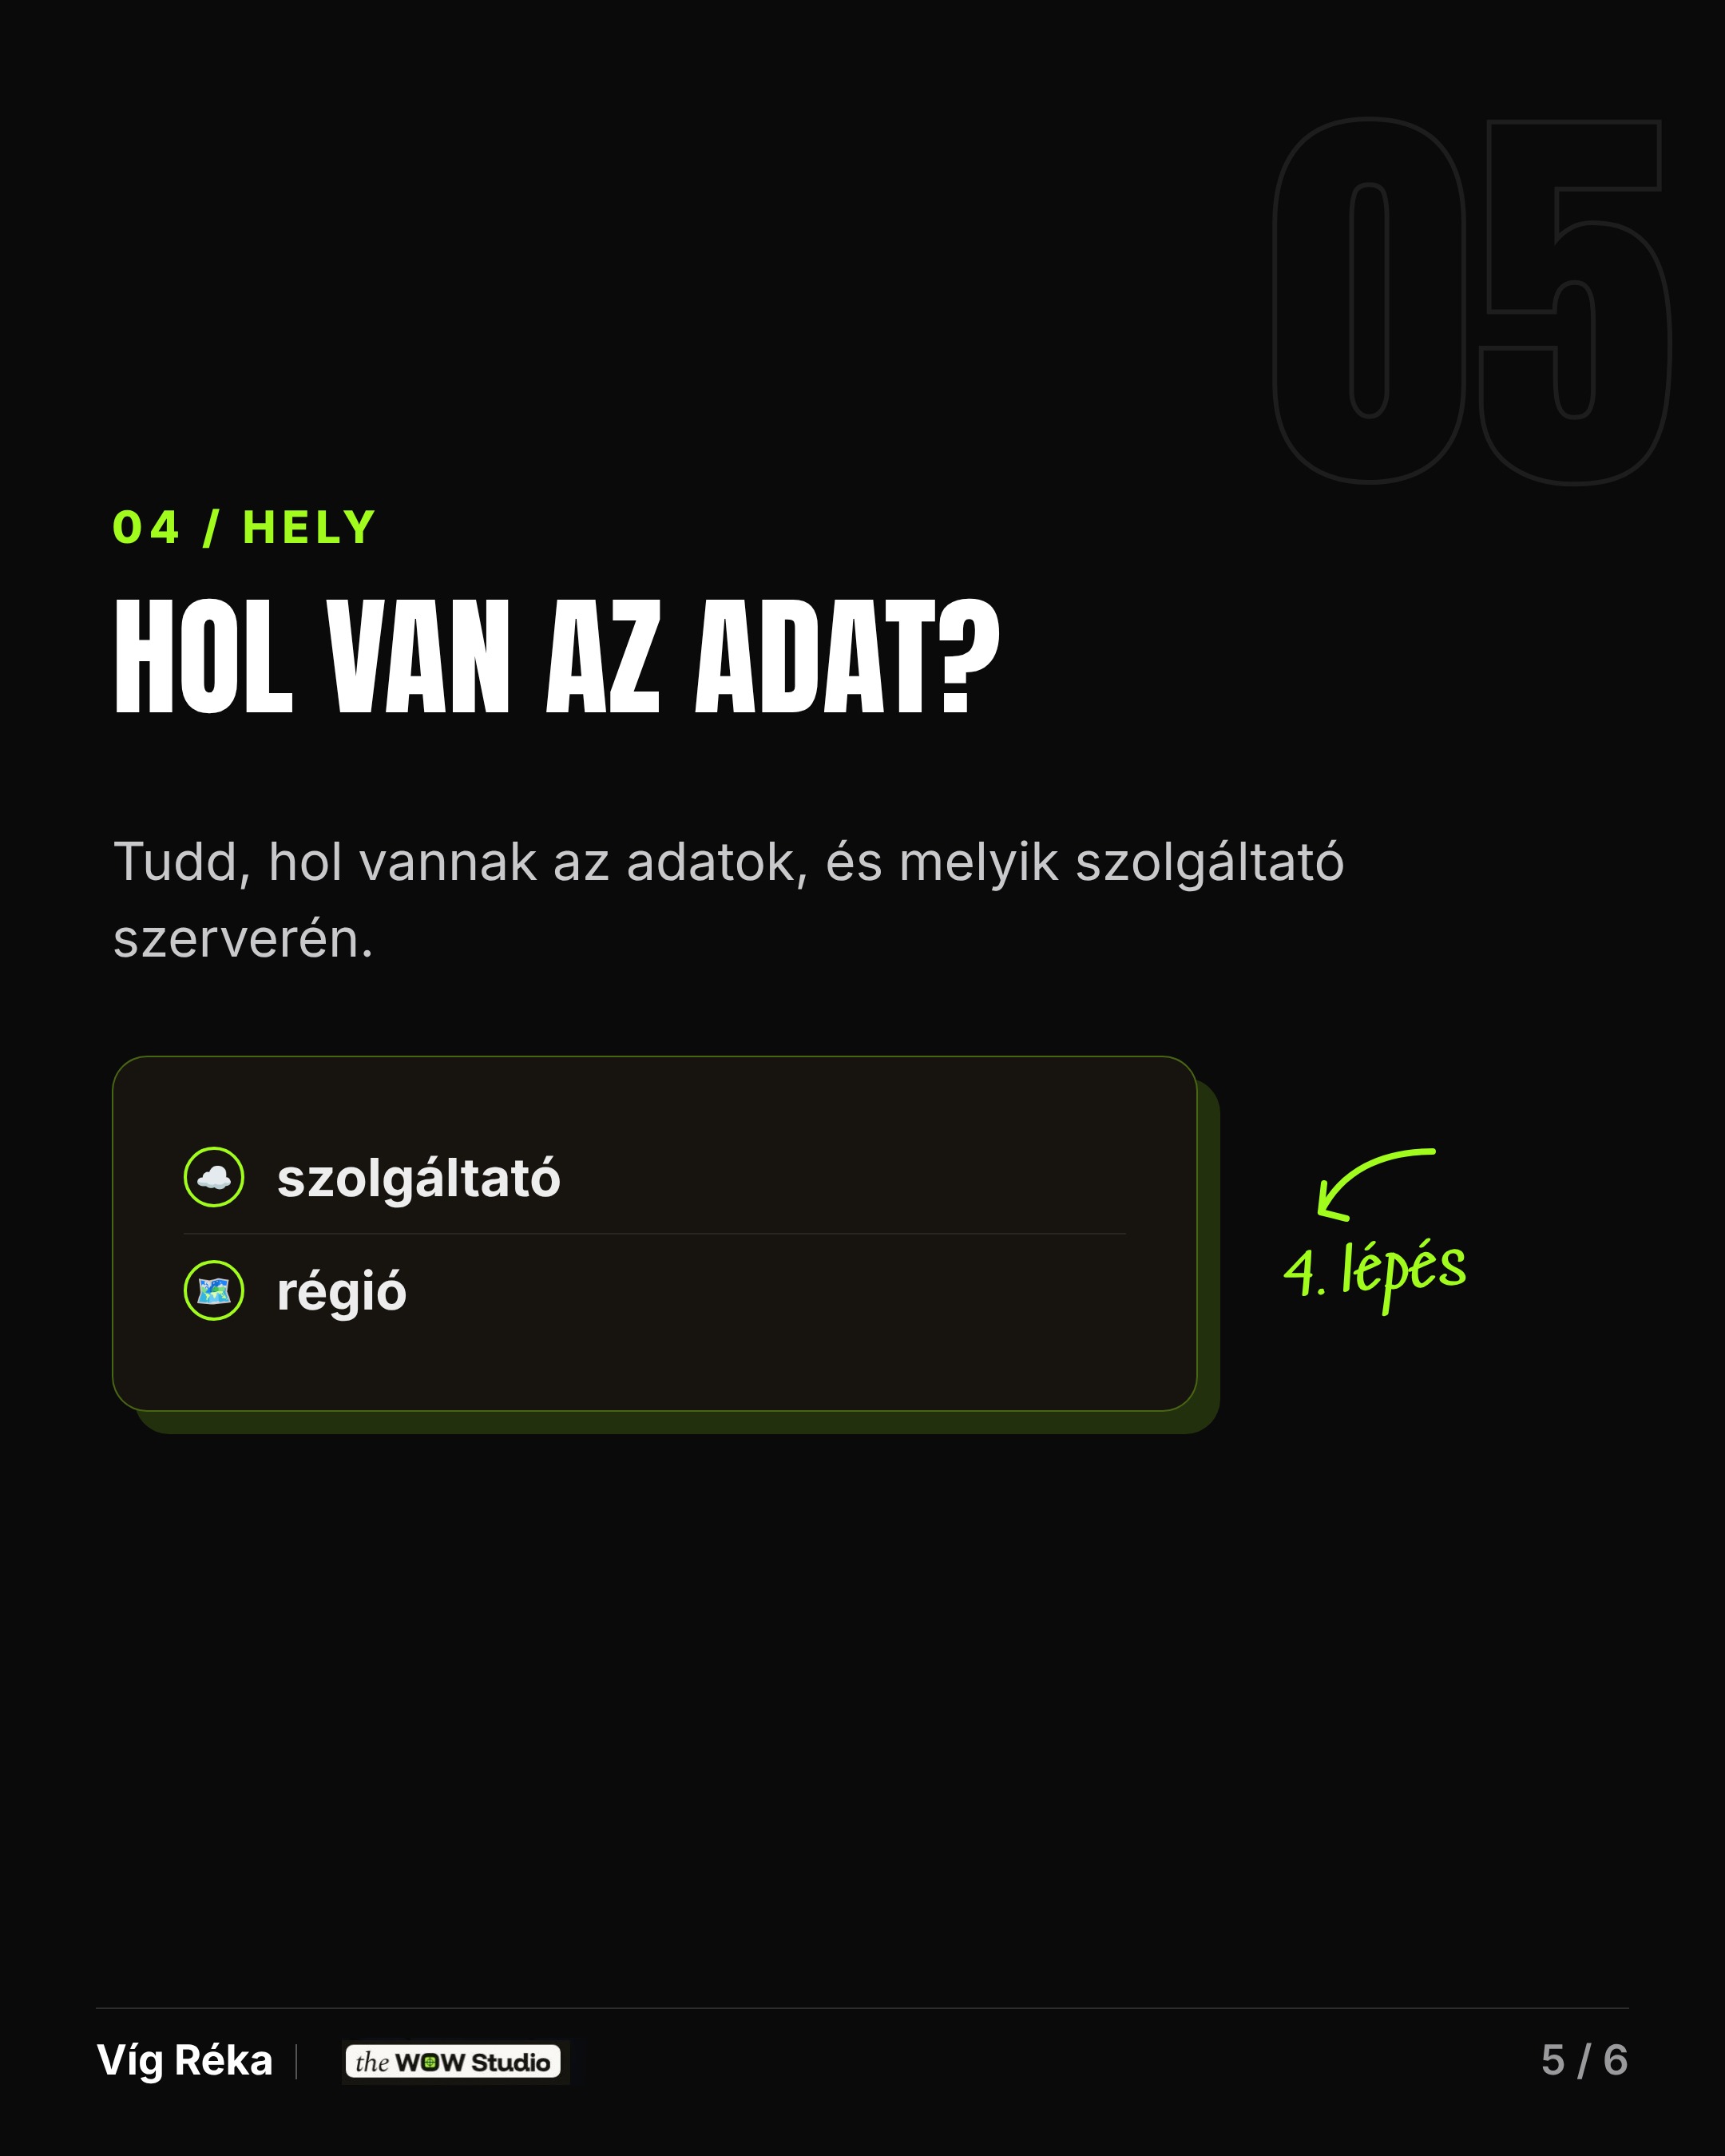 05
04 / HELY
HOL VAN AZ ADAT?
Tudd, hol vannak az adatok, és melyik szolgáltató
szerverén.
szolgáltató
régió
4. lépés
Víg Réka
the WOW Studio
5 / 6